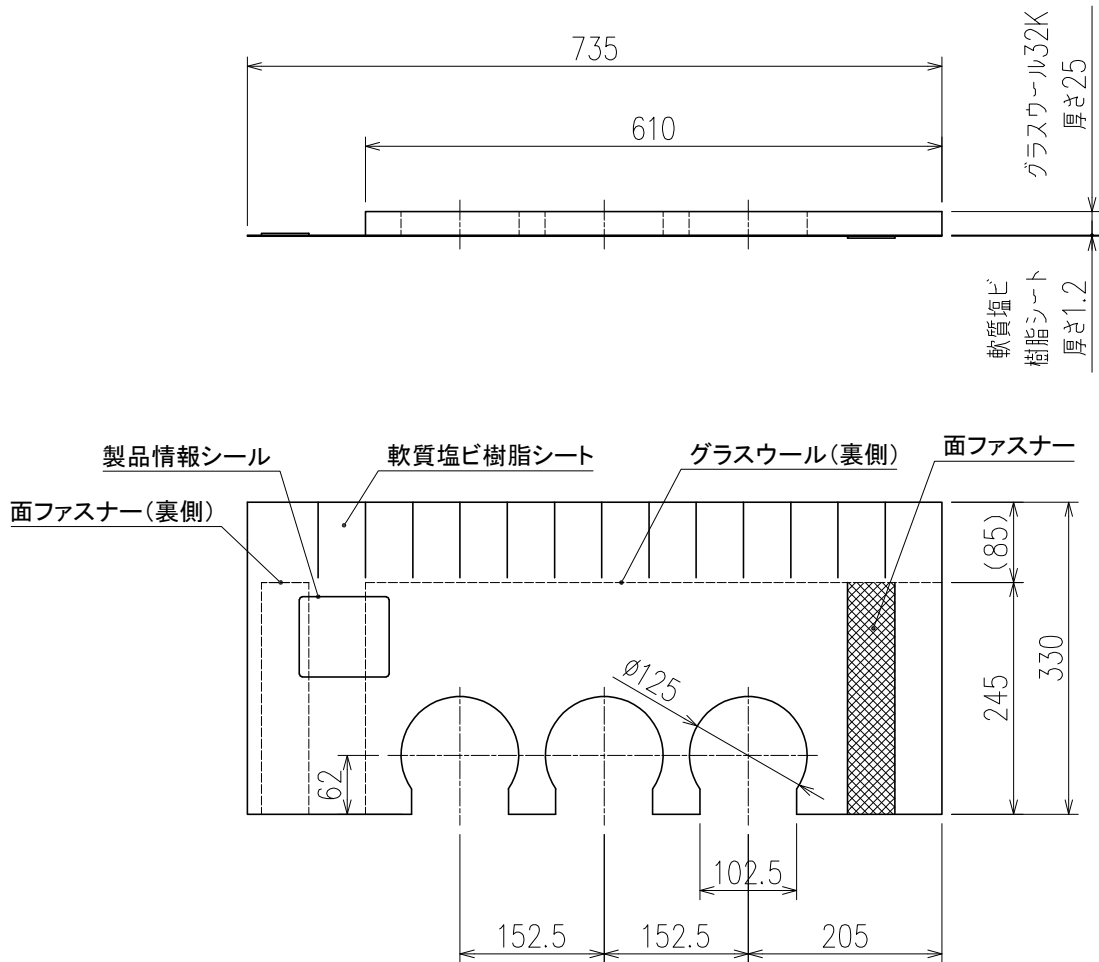 735
610
グラスウール32K
厚さ25
軟質塩ビ
樹脂シート
厚さ1.2
製品情報シール
軟質塩ビ樹脂シート
グラスウール(裏側)
面ファスナー
面ファスナー(裏側)
(85)
330
245
ø125
62
102.5
152.5
152.5
205